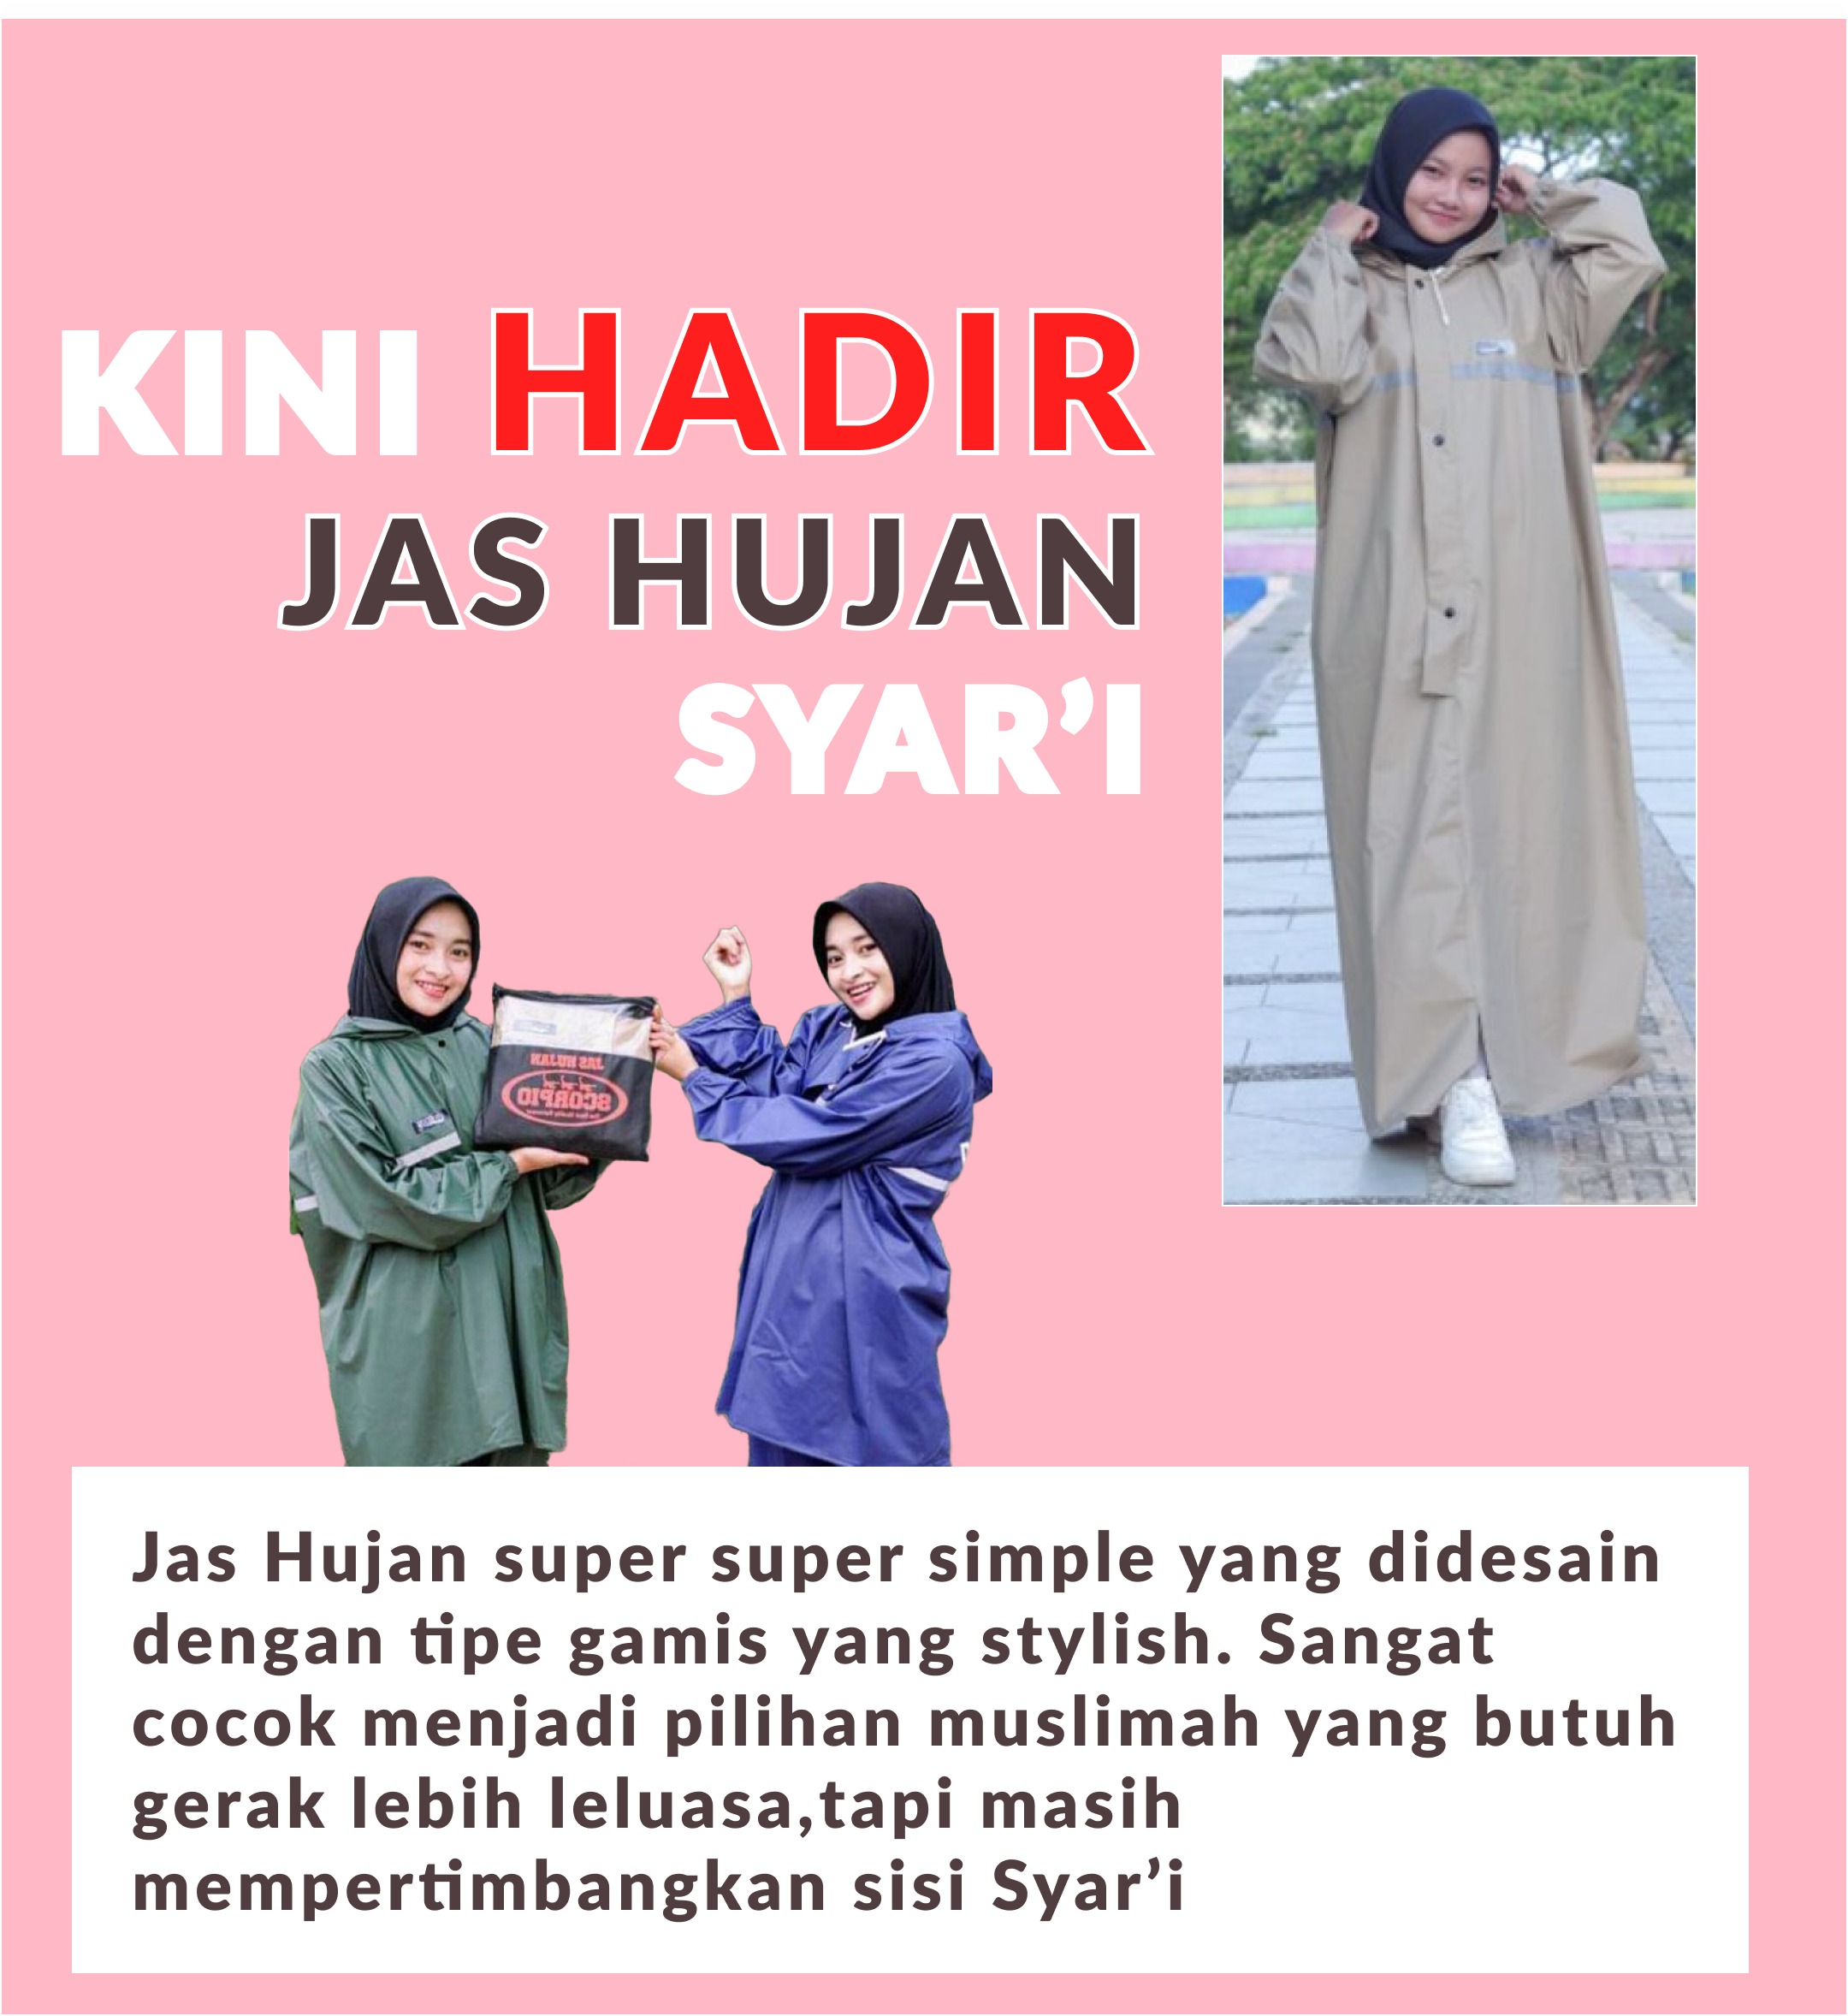 KINI HADIR
JAS HUJAN
SYAR’I
JAS HUJAN
SCORPIO
Jas Hujan super super simple yang didesain
dengan tipe gamis yang stylish. Sangat
cocok menjadi pilihan muslimah yang butuh
gerak lebih leluasa,tapi masih
mempertimbangkan sisi Syar’i